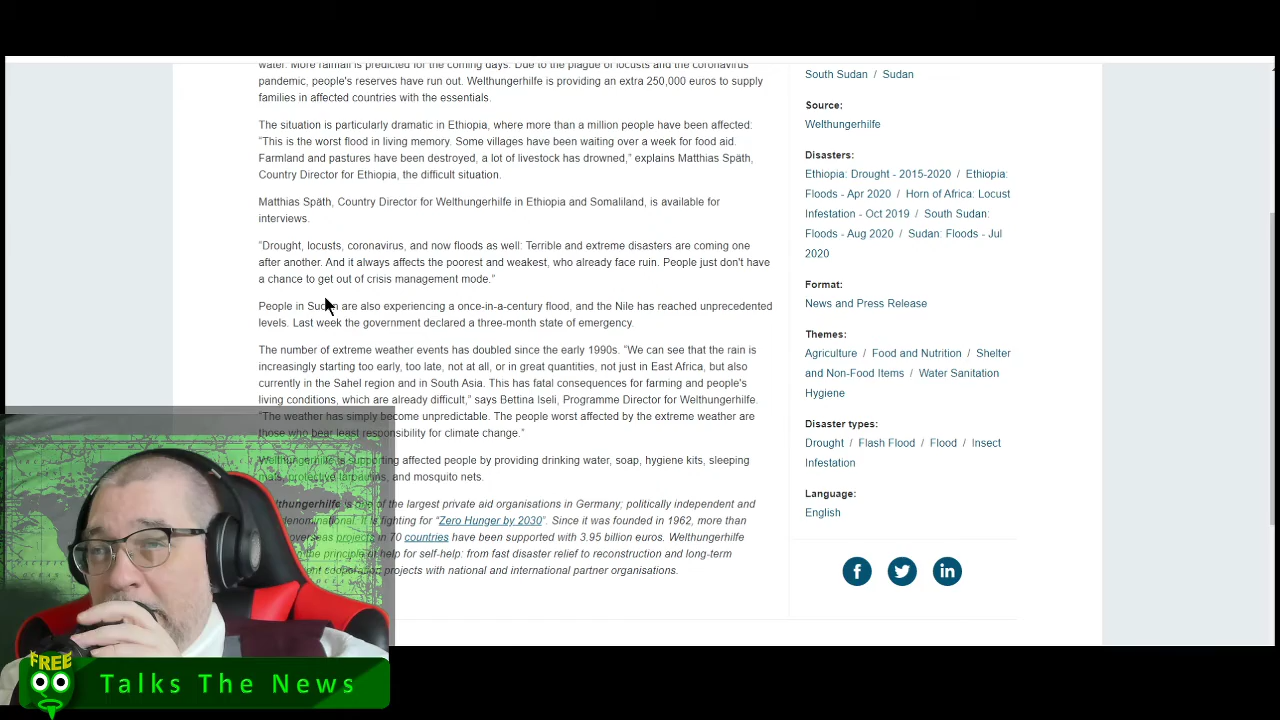 water. More rainfall is predicted for the coming days. Due to the plague of locusts and the coronavirus
pandemic, people's reserves have run out. Welthungerhilfe is providing an extra 250,000 euros to supply
families in affected countries with the essentials.
The situation is particularly dramatic in Ethiopia, where more than a million people have been affected:
"This is the worst flood in living memory. Some villages have been waiting over a week for food aid.
Farmland and pastures have been destroyed, a lot of livestock has drowned," explains Matthias Späth,
Country Director for Ethiopia, the difficult situation.
Matthias Späth, Country Director for Welthungerhilfe in Ethiopia and Somaliland, is available for
interviews.
"Drought, locusts, coronavirus, and now floods as well: Terrible and extreme disasters are coming one
after another. And it always affects the poorest and weakest, who already face ruin. People just don't have
a chance to get out of crisis management mode."
People in Sudan are also experiencing a once-in-a-century flood, and the Nile has reached unprecedented
levels. Last week the government declared a three-month state of emergency.
The number of extreme weather events has doubled since the early 1990s. "We can see that the rain is
increasingly starting too early, too late, not at all, or in great quantities, not just in East Africa, but also
currently in the Sahel region and in South Asia. This has fatal consequences for farming and people's
living conditions, which are already difficult," says Bettina Iseli, Programme Director for Welthungerhilfe.
"The weather has simply become unpredictable. The people worst affected by the extreme weather are
those who bear least responsibility for climate change."
Welthungerhilfe is supporting affected people by providing drinking water, soap, hygiene kits, sleeping
mats, protective tarpaulins, and mosquito nets.
Welthungerhilfe is one of the largest private aid organisations in Germany; politically independent and
It is fighting for "Zero Hunger by 2030". Since it was founded in 1962, more than
overseas projects in 70 countries have been supported with 3.95 billion euros. Welthungerhilfe
the principle of help for self-help: from fast disaster relief to reconstruction and long-term
cooperation projects with national and international partner organisations.
South Sudan / Sudan
Source:
Welthungerhilfe
Disasters:
Ethiopia: Drought - 2015-2020 / Ethiopia:
Floods - Apr 2020 / Horn of Africa: Locust
Infestation - Oct 2019 / South Sudan:
Floods - Aug 2020 / Sudan: Floods - Jul
2020
Format:
News and Press Release
Themes:
Agriculture / Food and Nutrition / Shelter
and Non-Food Items / Water Sanitation
Hygiene
Disaster types:
Drought / Flash Flood / Flood / Insect
Infestation
Language:
English
FREE
Talks The News